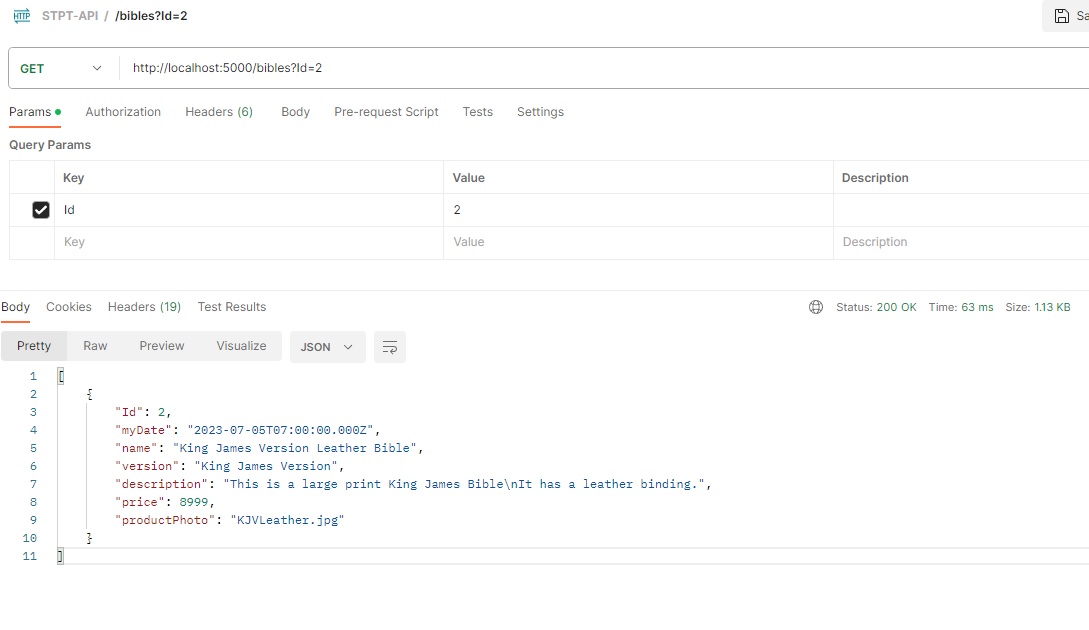 HTTP STPT-API / /bibles?Id=2 Sa
GET http://localhost:5000/bibles?Id=2
Params Authorization Headers (6) Body Pre-request Script Tests Settings
Query Params
Key Value Description
Id 2
Key Value Description
Body Cookies Headers (19) Test Results Status: 200 OK Time: 63 ms Size: 1.13 KB
Pretty Raw Preview Visualize JSON
1 [
2 {
3 "Id": 2,
4 "myDate": "2023-07-05T07:00:00.000Z",
5 "name": "King James Version Leather Bible",
6 "version": "King James Version",
7 "description": "This is a large print King James Bible\nIt has a leather binding.",
8 "price": 8999,
9 "productPhoto": "KJVLeather.jpg"
10 }
11 ]